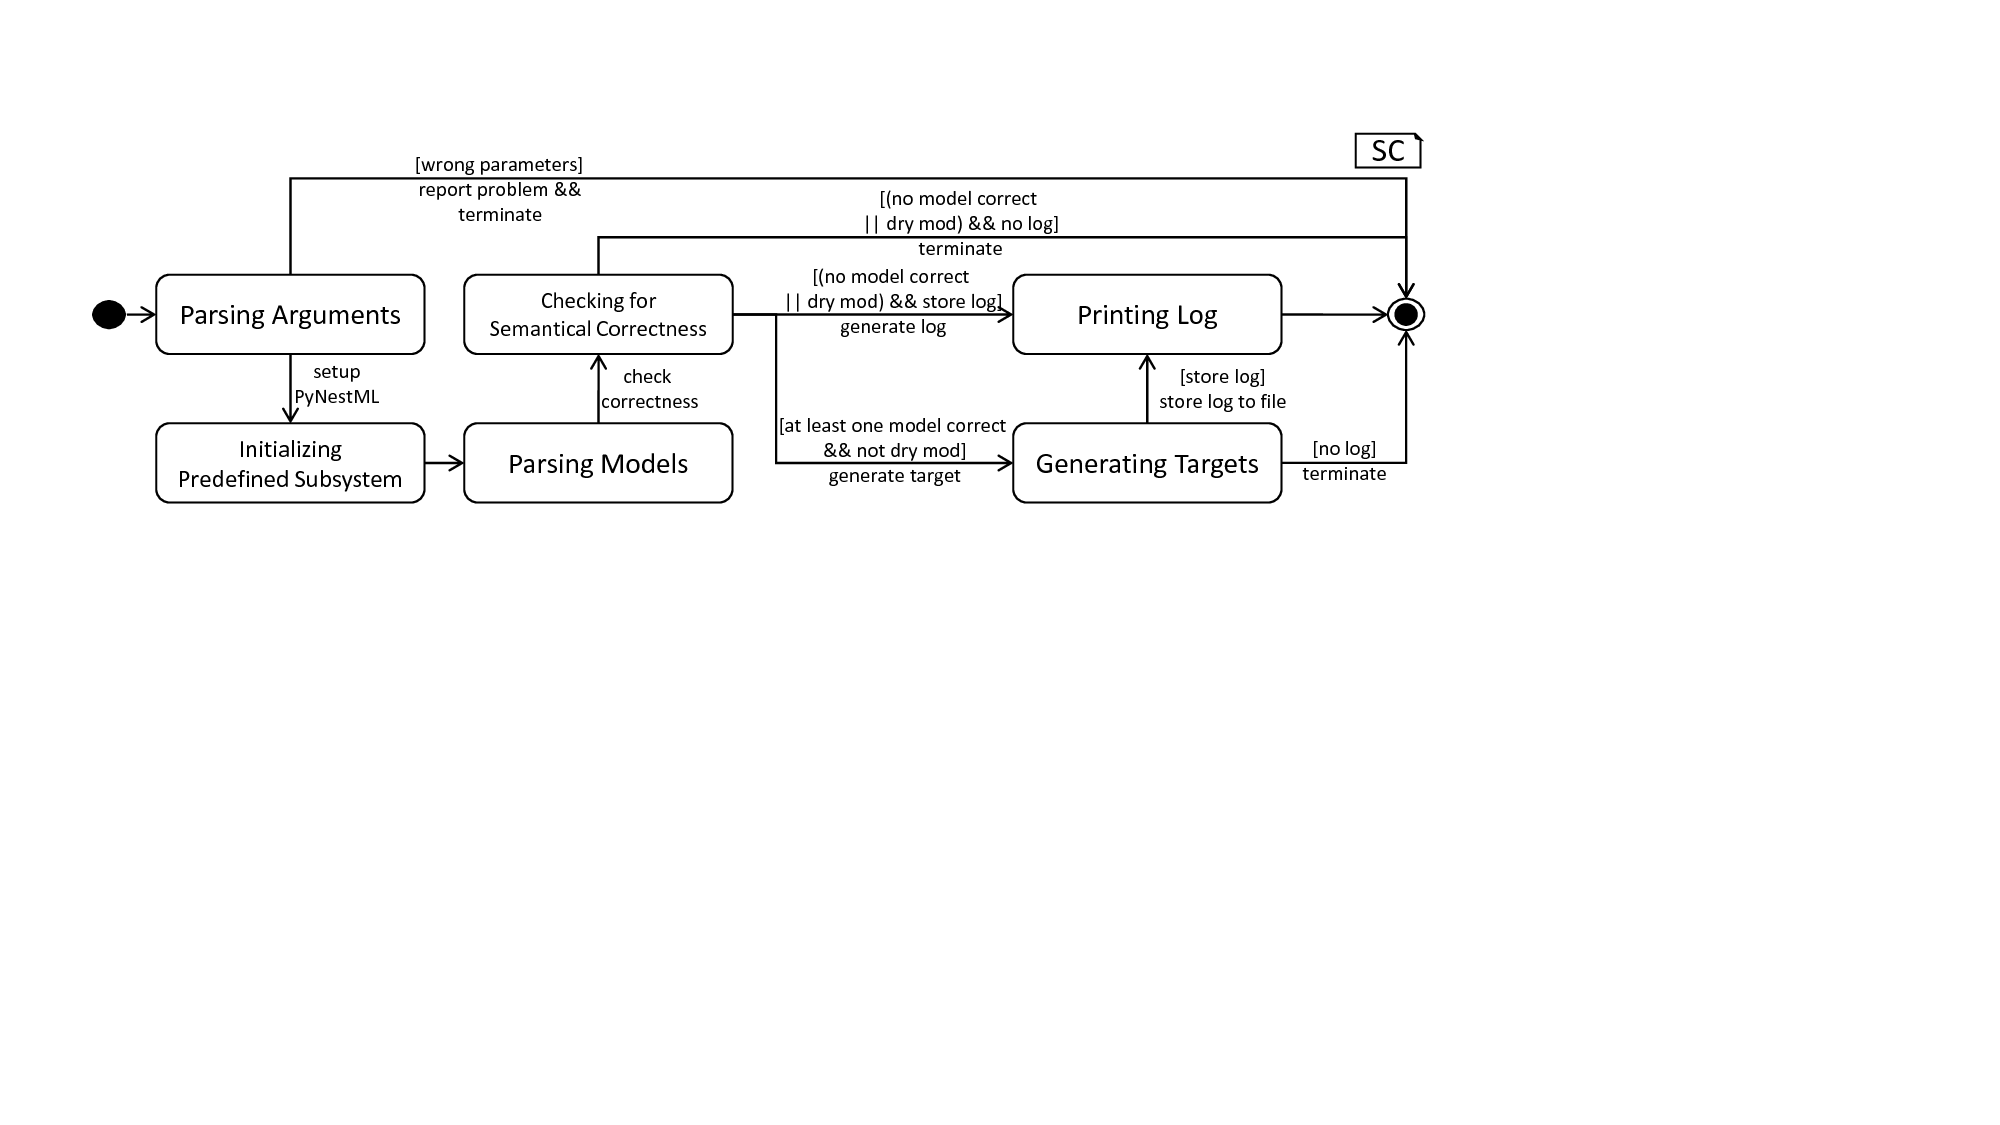 SC
[wrong parameters]
report problem &&
terminate
[(no model correct
|| dry mod) && no log]
terminate
[(no model correct
|| dry mod) && store log]
generate log
Parsing Arguments
Checking for
Semantical Correctness
Printing Log
setup
PyNestML
check
correctness
[store log]
store log to file
[at least one model correct
&& not dry mod]
generate target
Initializing
Predefined Subsystem
Parsing Models
Generating Targets
[no log]
terminate